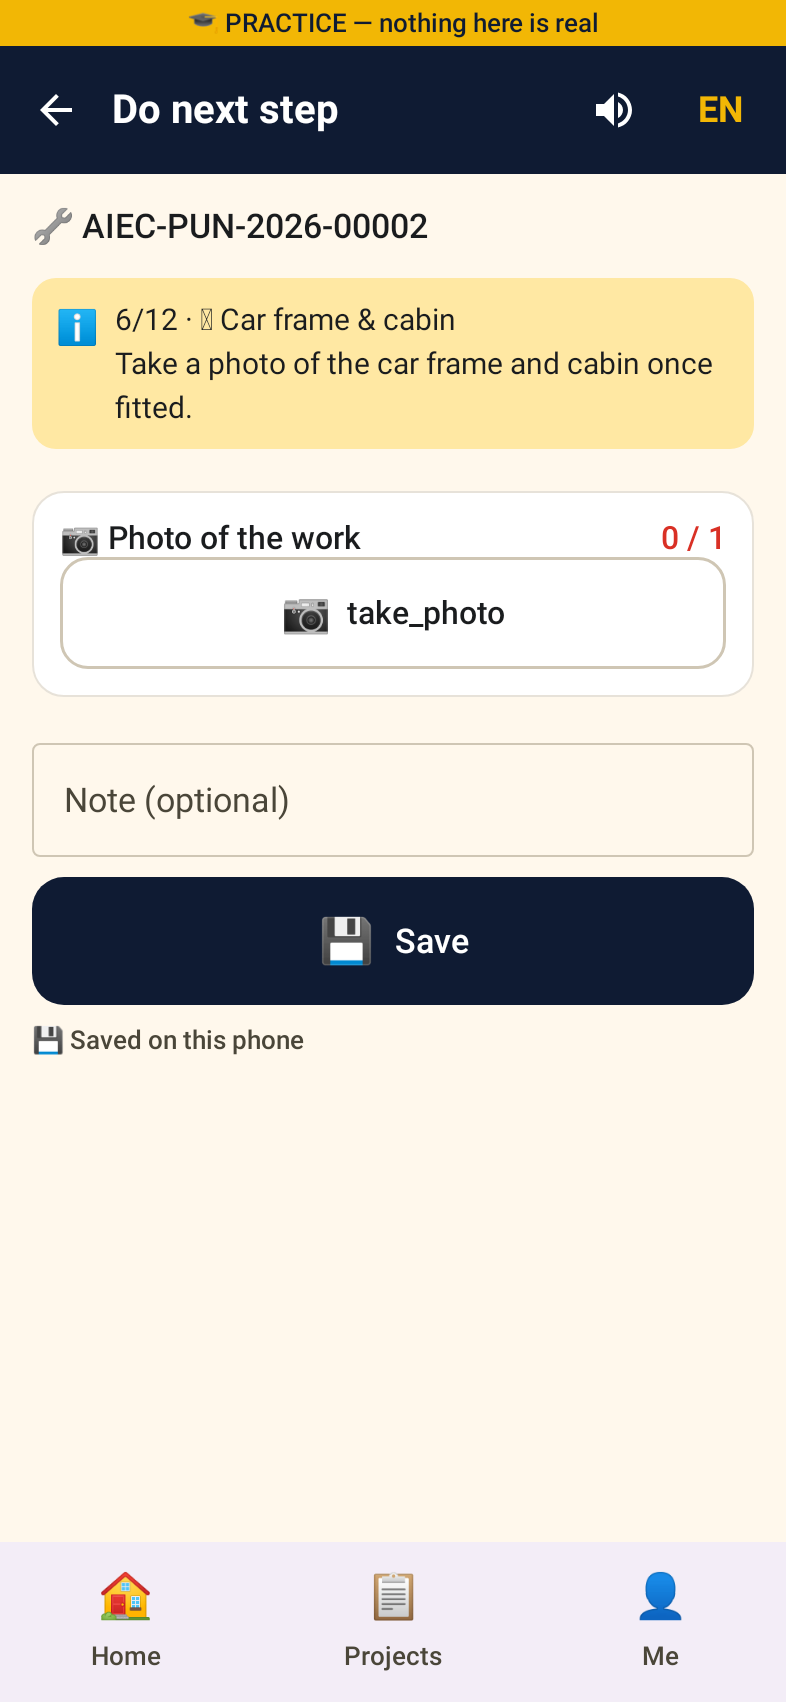 PRACTICE — nothing here is real
Do next step
EN
AIEC-PUN-2026-00002
6/12 · Car frame & cabin
Take a photo of the car frame and cabin once
fitted.
Photo of the work
0 / 1
take_photo
Note (optional)
Save
Saved on this phone
Home
Projects
Me